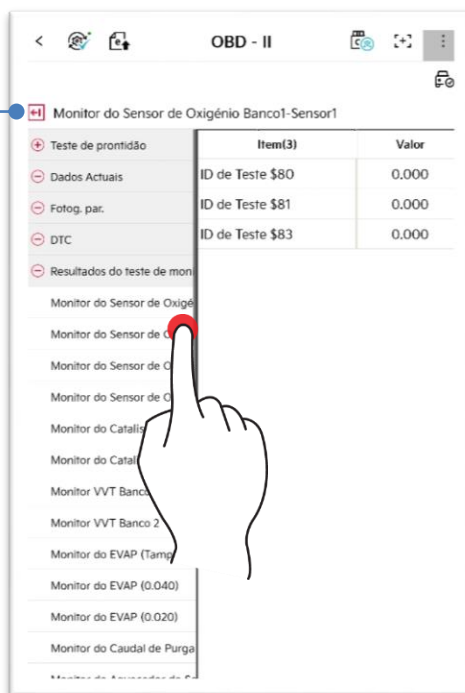 OBD - II
Monitor do Sensor de Oxigénio Banco1-Sensor1
Teste de prontidão
Item(3) Valor
Dados Actuais
ID de Teste $80 0.000
Fotog. par.
ID de Teste $81 0.000
DTC
ID de Teste $83 0.000
Resultados do teste de mon
Monitor do Sensor de Oxigé
Monitor do Sensor de O
Monitor do Sensor de O
Monitor do Sensor de O
Monitor do Catalis
Monitor do Catal
Monitor VVT Banco
Monitor VVT Banco 2
Monitor do EVAP (Tamp
Monitor do EVAP (0.040)
Monitor do EVAP (0.020)
Monitor do Caudal de Purga